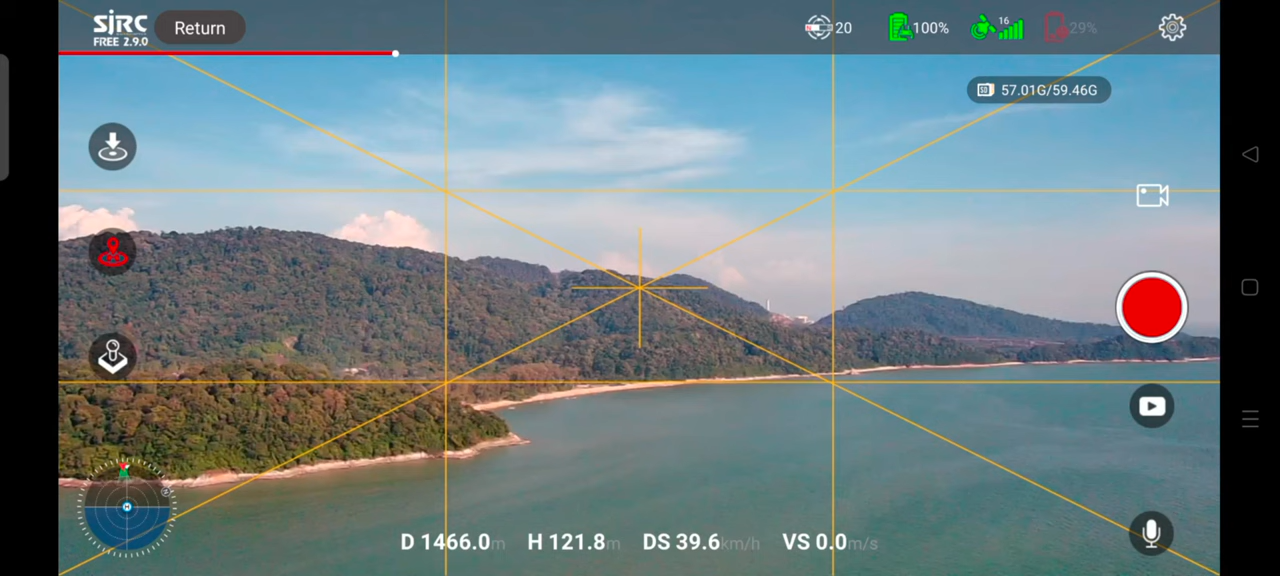 SJRC
FREE 2.9.0
Return
20
100%
16
29%
SD 57.01G/59.46G
D 1466.0m H 121.8m DS 39.6km/h VS 0.0m/s
H